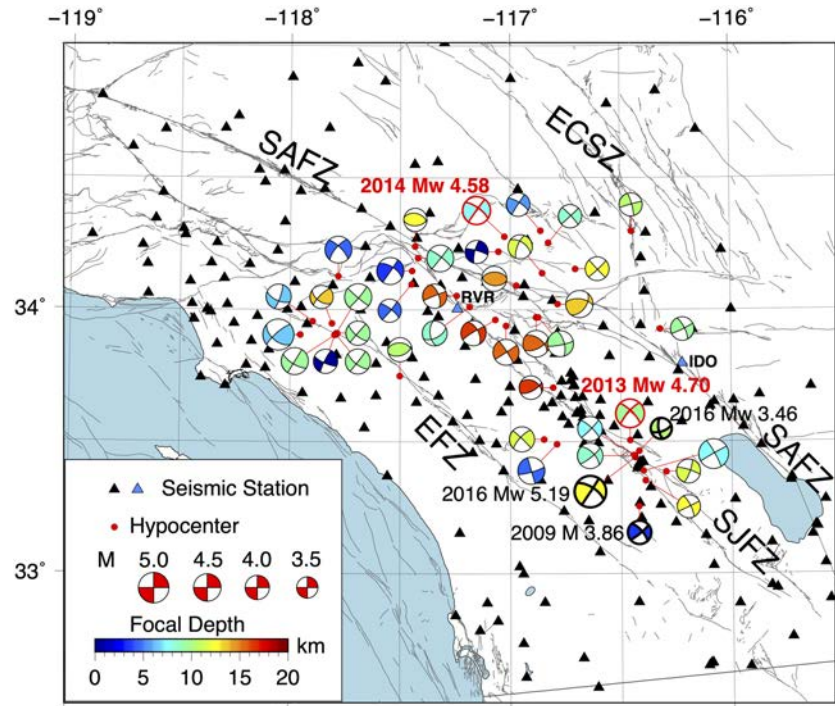 −119° −118° −117° −116°
ECSZ
SAFZ
2014 Mw 4.58
34°
RVR
IDO
2013 Mw 4.70
2016 Mw 3.46
EFZ
SAFZ
2016 Mw 5.19
2009 M 3.86
SJFZ
33°
Seismic Station
Hypocenter
M 5.0 4.5 4.0 3.5
Focal Depth
km
0 5 10 15 20